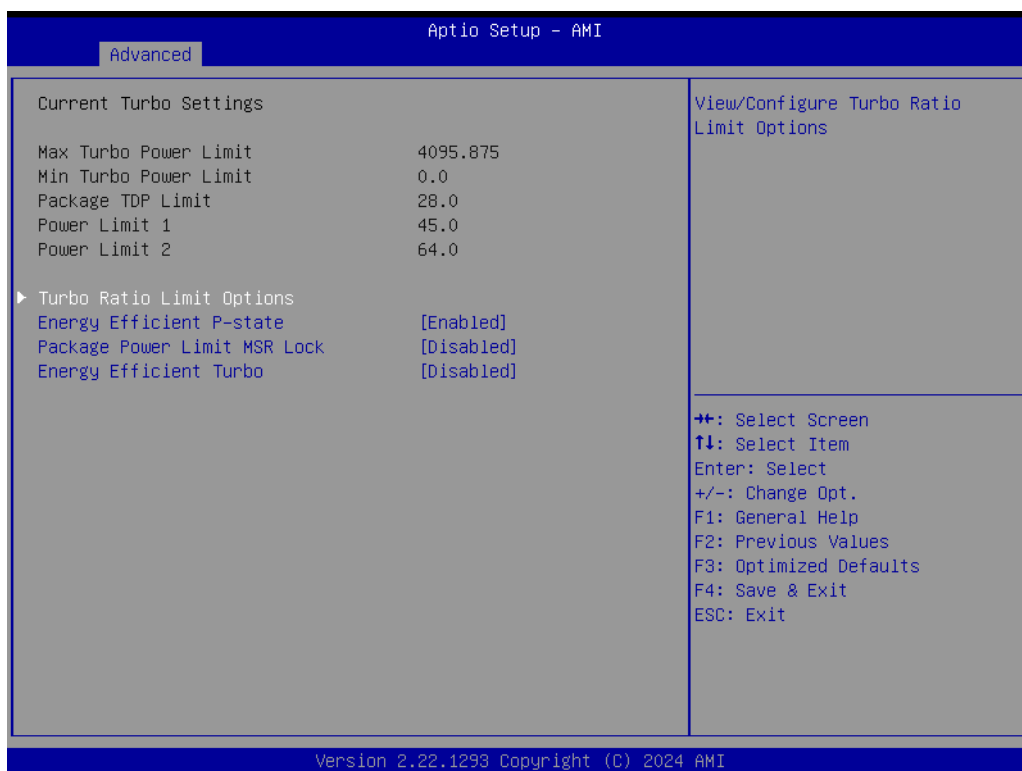 Aptio Setup – AMI
Advanced
Current Turbo Settings
Max Turbo Power Limit 4095.875
Min Turbo Power Limit 0.0
Package TDP Limit 28.0
Power Limit 1 45.0
Power Limit 2 64.0
▶ Turbo Ratio Limit Options
Energy Efficient P-state [Enabled]
Package Power Limit MSR Lock [Disabled]
Energy Efficient Turbo [Disabled]
View/Configure Turbo Ratio
Limit Options
→←: Select Screen
↑↓: Select Item
Enter: Select
+/-: Change Opt.
F1: General Help
F2: Previous Values
F3: Optimized Defaults
F4: Save & Exit
ESC: Exit
Version 2.22.1293 Copyright (C) 2024 AMI